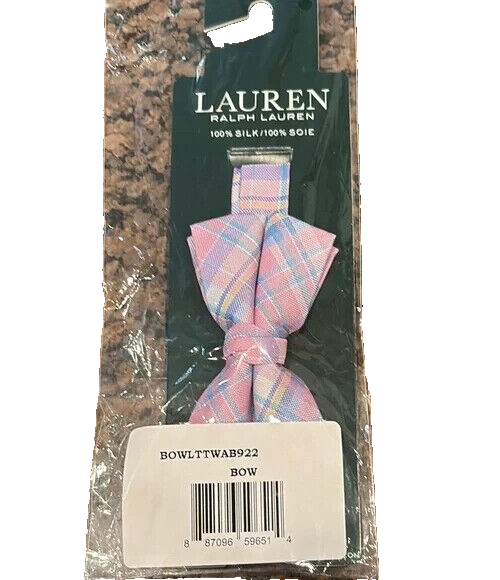 LAUREN
RALPH LAUREN
100% SILK/100% SOIE
BOWLTTWAB922
BOW
8 87096 59651 4